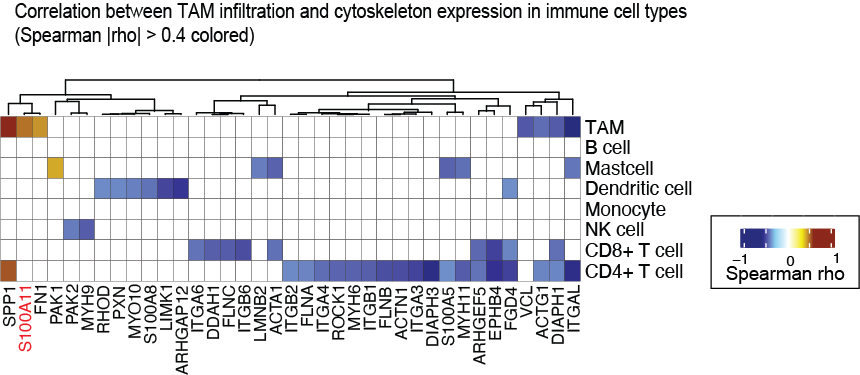 Correlation between TAM infiltration and cytoskeleton expression in immune cell types
(Spearman |rho| > 0.4 colored)
TAM
B cell
Mastcell
Dendritic cell
Monocyte
NK cell
CD8+ T cell
CD4+ T cell
−1 0 1
Spearman rho
SPP1
S100A11
FN1
PAK1
PAK2
MYH9
RHOD
PXN
MYO10
S100A8
LIMK1
ARHGAP12
ITGA6
DDAH1
FLNC
ITGB6
LMNB2
ACTA1
ITGB2
FLNA
ITGA4
ROCK1
MYH6
ITGB1
FLNB
ACTN1
ITGA3
DIAPH3
S100A5
MYH11
ARHGEF5
EPHB4
FGD4
VCL
ACTG1
DIAPH1
ITGAL